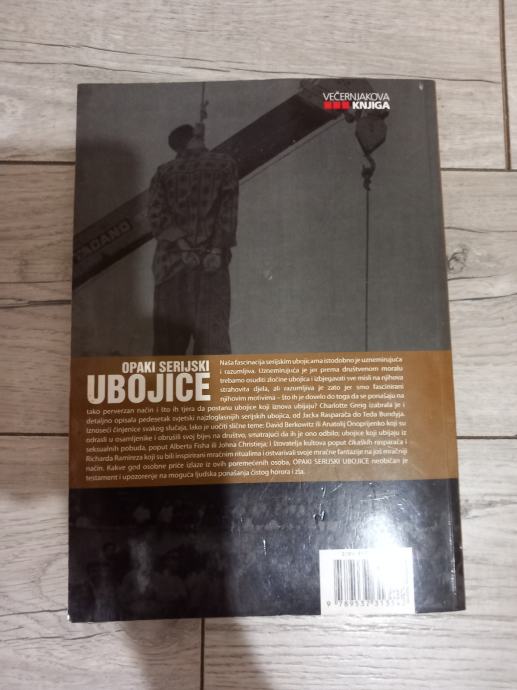 VEČERNJAKOVA
KNJIGA
TADANO
OPAKI SERIJSKI
UBOJICE
Naša fascinacija serijskim ubojicama istodobno je uznemirujuća
i razumljiva. Uznemirujuća je jer prema društvenom moralu
trebamo osuditi zločine ubojica i izbjegavati sve misli na njihova
strahovita djela, ali razumljiva je zato jer smo fascinirani
njihovim motivima – što ih je dovelo do toga da se ponašaju na
tako perverzan način i što ih tjera da postanu ubojice koji iznova ubijaju? Charlotte Greig izabrala je i
detaljno opisala pedesetak svjetski najzloglasnijih serijskih ubojica, od Jacka Rasparača do Teda Bundyja.
Iznoseći činjenice svakog slučaja, lako je uočiti slične teme: David Berkowitz ili Anatolij Onoprijenko koji su
odrasli u osamljenike i obrušili svoj bijes na društvo, smatrajući da ih je ono odbilo; ubojice koji ubijaju iz
seksualnih pobuda, poput Alberta Fisha ili Johna Christieja; i štovatelja kultova poput čikaških rasparača i
Richarda Ramireza koji su bili inspirirani mračnim ritualima i ostvarivali svoje mračne fantazije na još mračniji
način. Kakve god osobne priče izlaze iz ovih poremećenih osoba, OPAKI SERIJSKI UBOJICE neobičan je
testament i upozorenje na moguća ljudska ponašanja čistog horora i zla.